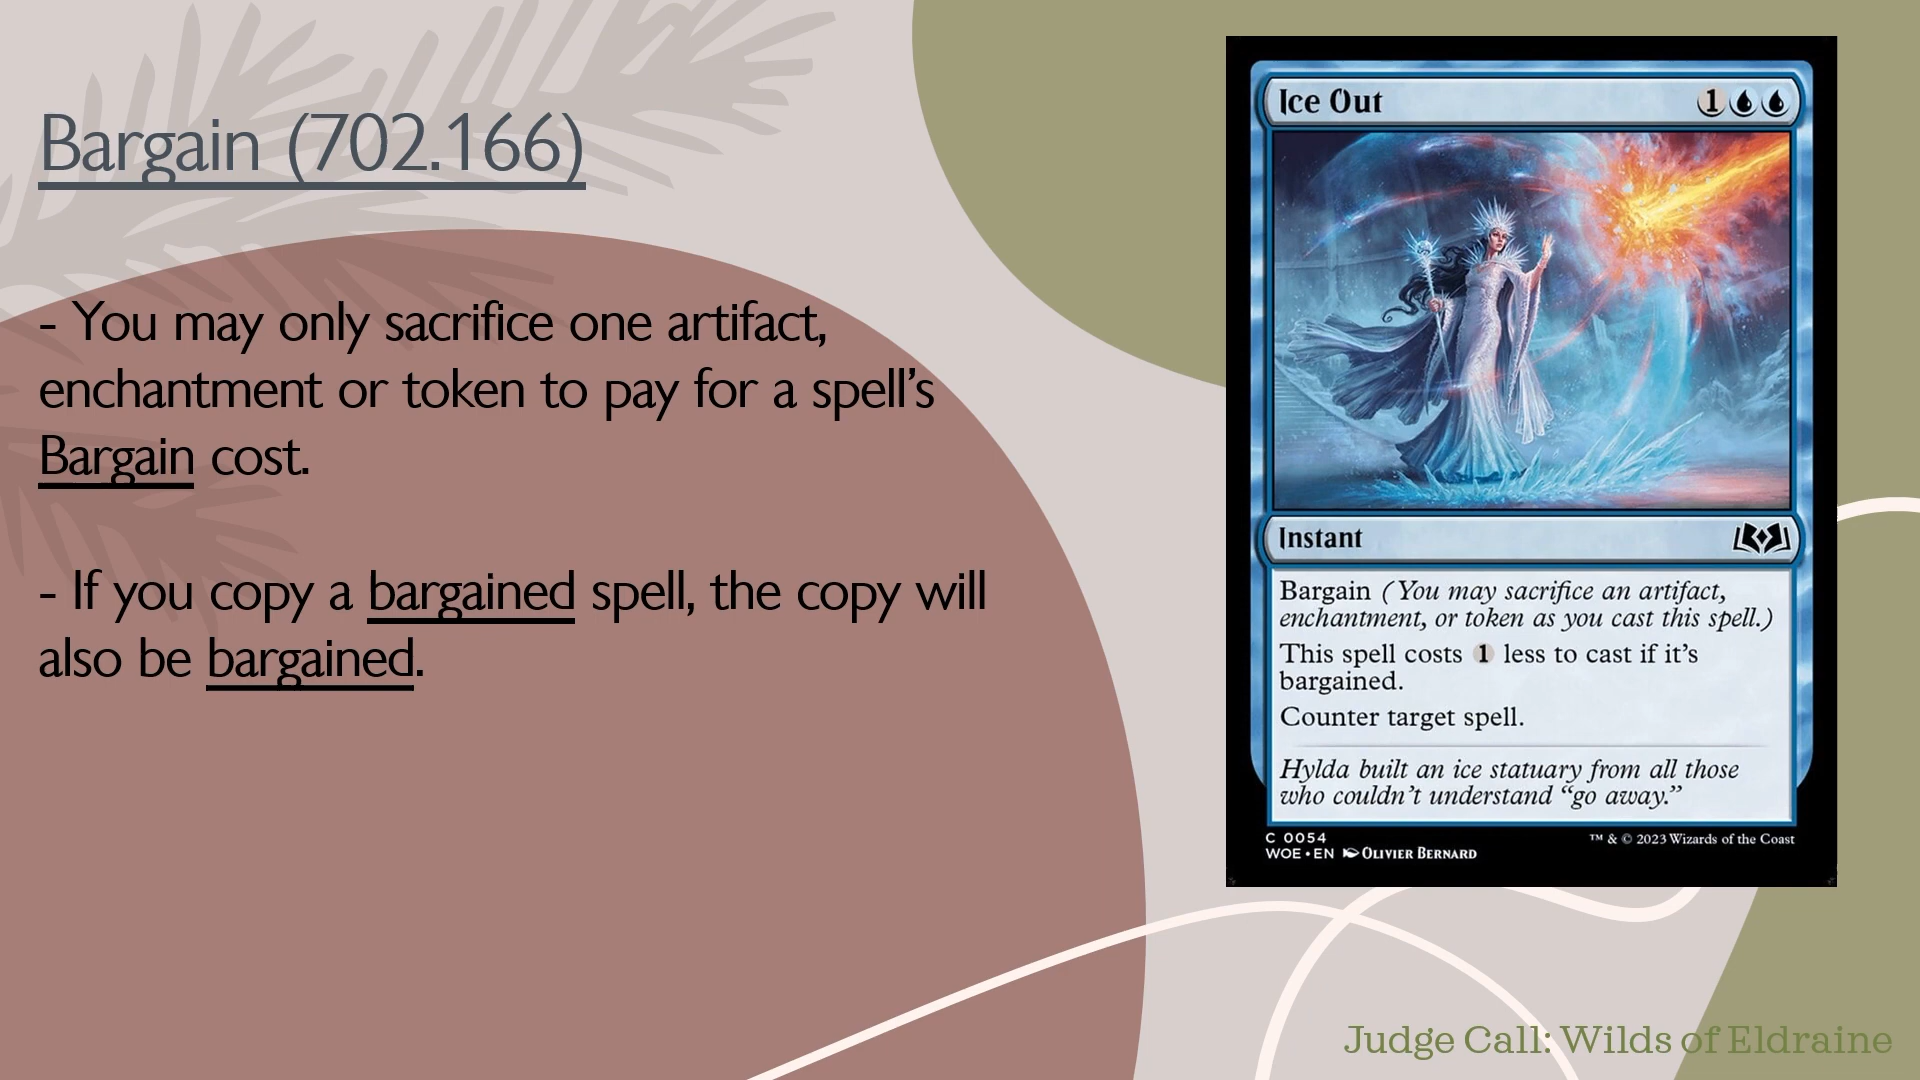 Bargain (702.166)
- You may only sacrifice one artifact,
enchantment or token to pay for a spell’s
Bargain cost.
- If you copy a bargained spell, the copy will
also be bargained.
Ice Out 1
Instant
Bargain (You may sacrifice an artifact,
enchantment, or token as you cast this spell.)
This spell costs 1 less to cast if it’s
bargained.
Counter target spell.
Hylda built an ice statuary from all those
who couldn’t understand “go away.”
C 0054
WOE • EN Olivier Bernard
™ & © 2023 Wizards of the Coast
Judge Call: Wilds of Eldraine